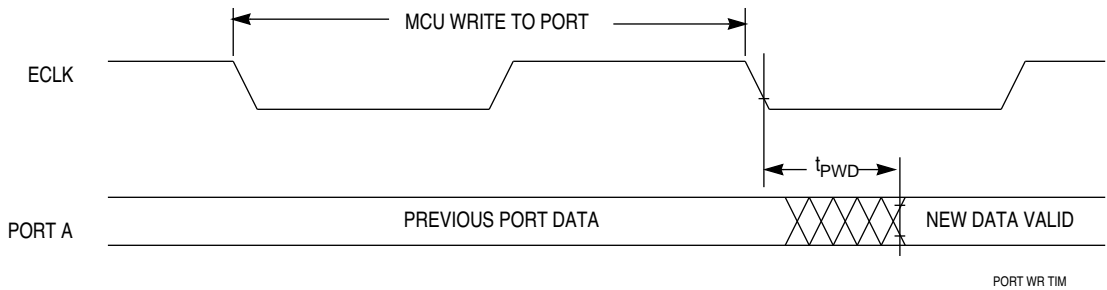 MCU WRITE TO PORT
ECLK
tPWD
PORT A
PREVIOUS PORT DATA
NEW DATA VALID
PORT WR TIM